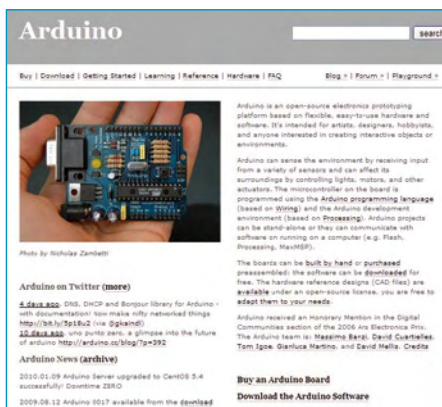 Arduino
search
Buy | Download | Getting Started | Learning | Reference | Hardware | FAQ
Blog » | Forum » | Playground »
Photo by Nicholas Zambetti
Arduino on Twitter (more)
4 days ago. DNS, DHCP and Bonjour library for Arduino -
with documentation! now make nifty networked things
http://bit.ly/5p18u2 (via @gkaindl)
10 days ago. uno punto zero, a glimpse into the future
of arduino http://arduino.cc/blog/?p=392
Arduino News (archive)
2010.01.09 Arduino Server upgraded to CentOS 5.4
successfully! Downtime ZERO
2009.08.12 Arduino 0017 available from the download
Arduino is an open-source electronics prototyping
platform based on flexible, easy-to-use hardware and
software. It's intended for artists, designers, hobbyists,
and anyone interested in creating interactive objects or
environments.
Arduino can sense the environment by receiving input
from a variety of sensors and can affect its
surroundings by controlling lights, motors, and other
actuators. The microcontroller on the board is
programmed using the Arduino programming language
(based on Wiring) and the Arduino development
environment (based on Processing). Arduino projects
can be stand-alone or they can communicate with
software on running on a computer (e.g. Flash,
Processing, MaxMSP).
The boards can be built by hand or purchased
preassembled; the software can be downloaded for
free. The hardware reference designs (CAD files) are
available under an open-source license, you are free to
adapt them to your needs.
Arduino received an Honorary Mention in the Digital
Communities section of the 2006 Ars Electronica Prix.
The Arduino team is: Massimo Banzi, David Cuartielles,
Tom Igoe, Gianluca Martino, and David Mellis. Credits
Buy an Arduino Board
Download the Arduino Software